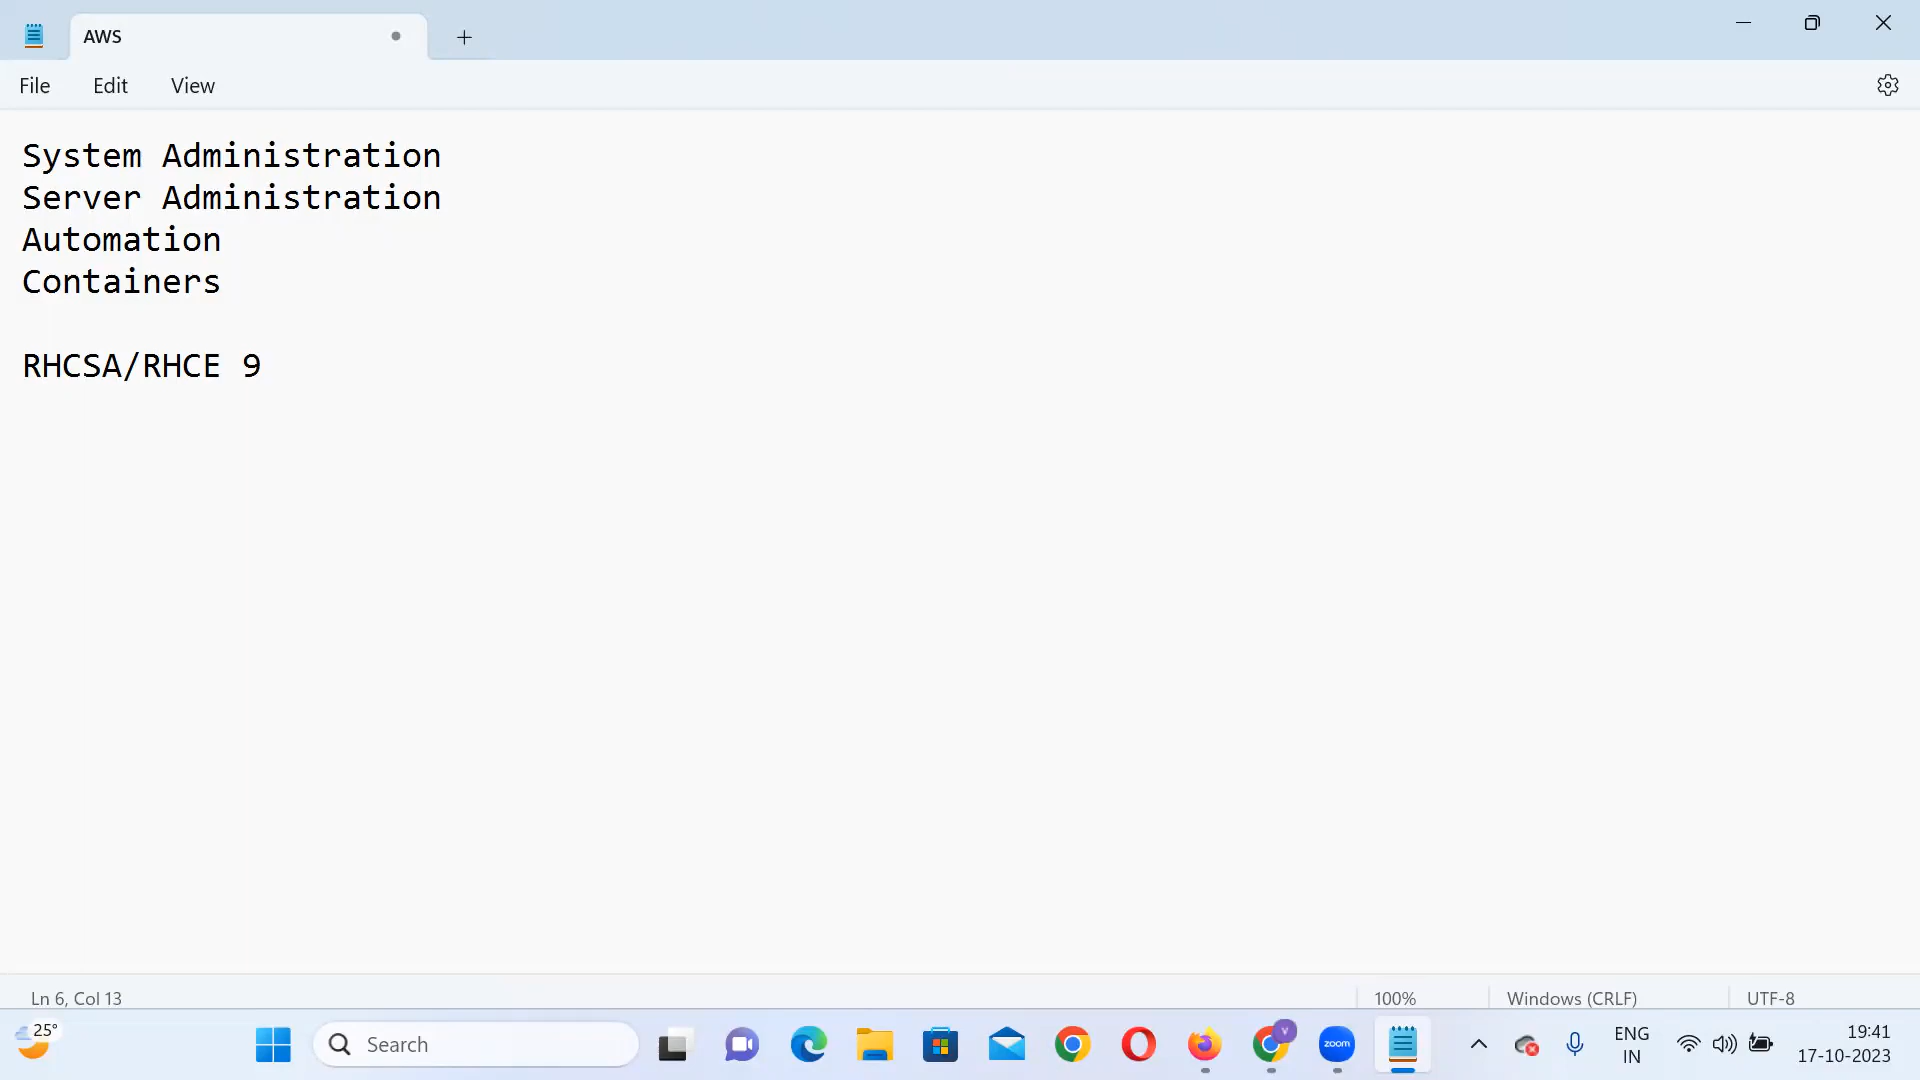 AWS
File Edit View
System Administration
Server Administration
Automation
Containers
RHCSA/RHCE 9
Ln 6, Col 13 100% Windows (CRLF) UTF-8
25° Search zoom V ENG 19:41
IN 17-10-2023